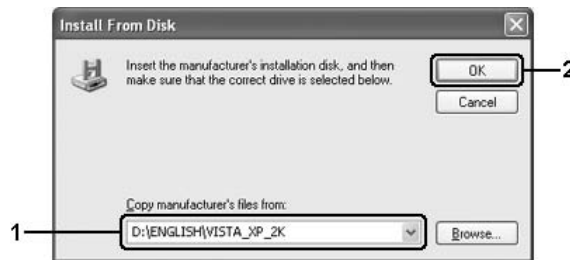 Install From Disk
Insert the manufacturer's installation disk, and then
make sure that the correct drive is selected below.
OK
2
Cancel
Copy manufacturer's files from:
1
D:\ENGLISH\VISTA_XP_2K
Browse...